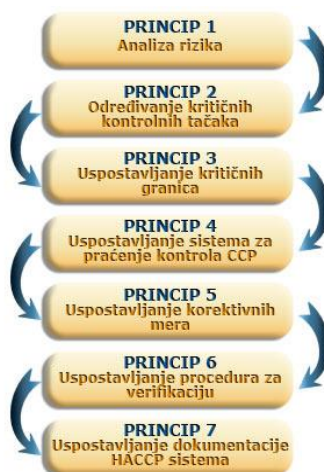 PRINCIP 1
Analiza rizika
PRINCIP 2
Određivanje kritičnih
kontrolnih tačaka
PRINCIP 3
Uspostavljanje kritičnih
granica
PRINCIP 4
Uspostavljanje sistema za
praćenje kontrola CCP
PRINCIP 5
Uspostavljanje korektivnih
mera
PRINCIP 6
Uspostavljanje procedura za
verifikaciju
PRINCIP 7
Uspostavljanje dokumentacije
HACCP sistema